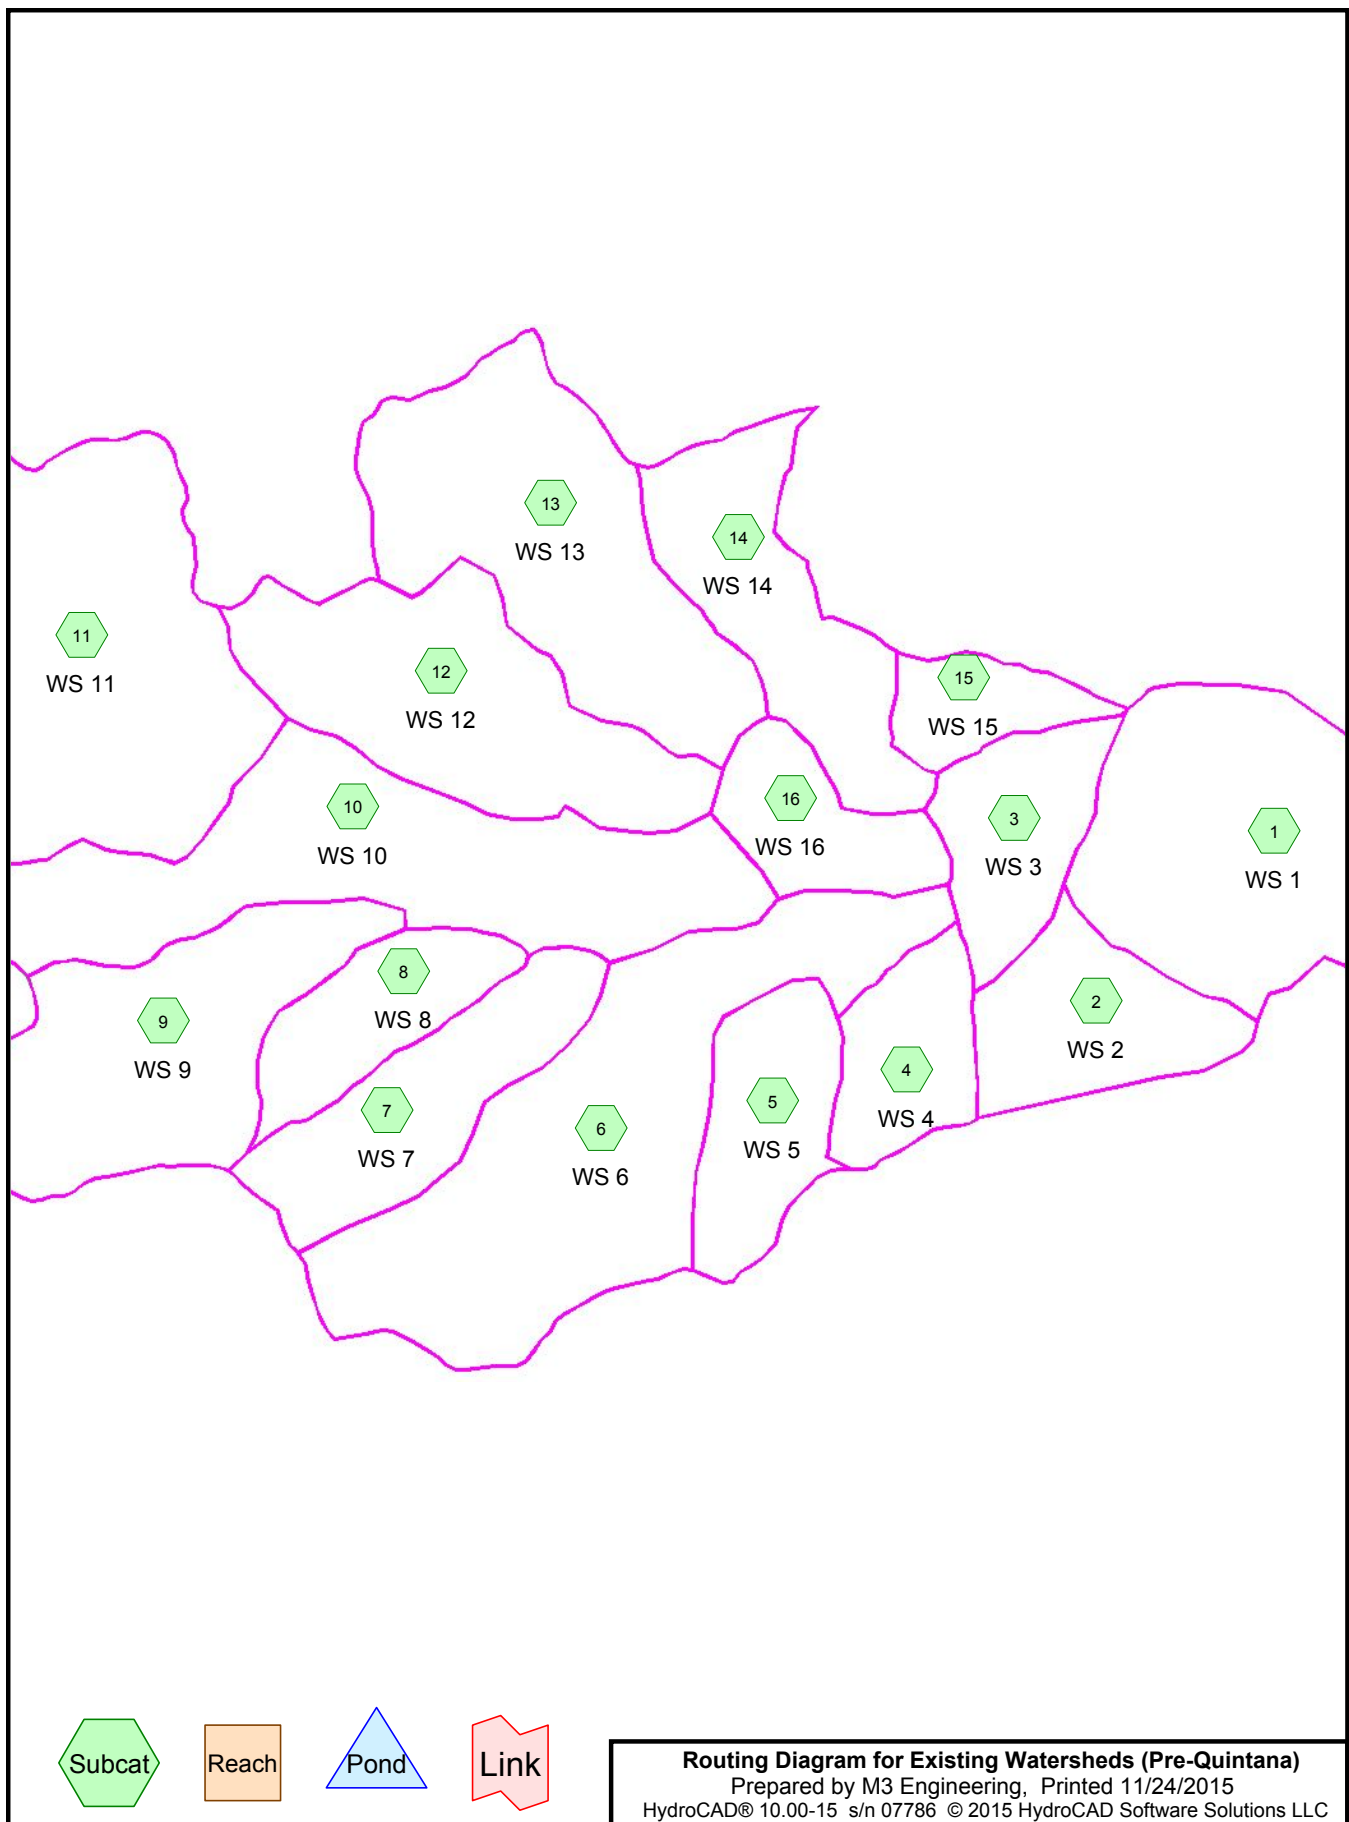 13
WS 13
14
WS 14
11
WS 11
12
WS 12
15
WS 15
10
WS 10
16
WS 16
3
WS 3
1
WS 1
8
WS 8
9
WS 9
2
WS 2
4
WS 4
5
WS 5
7
WS 7
6
WS 6
Subcat
Reach
Pond
Link
Routing Diagram for Existing Watersheds (Pre-Quintana)
Prepared by M3 Engineering, Printed 11/24/2015
HydroCAD® 10.00-15 s/n 07786 © 2015 HydroCAD Software Solutions LLC